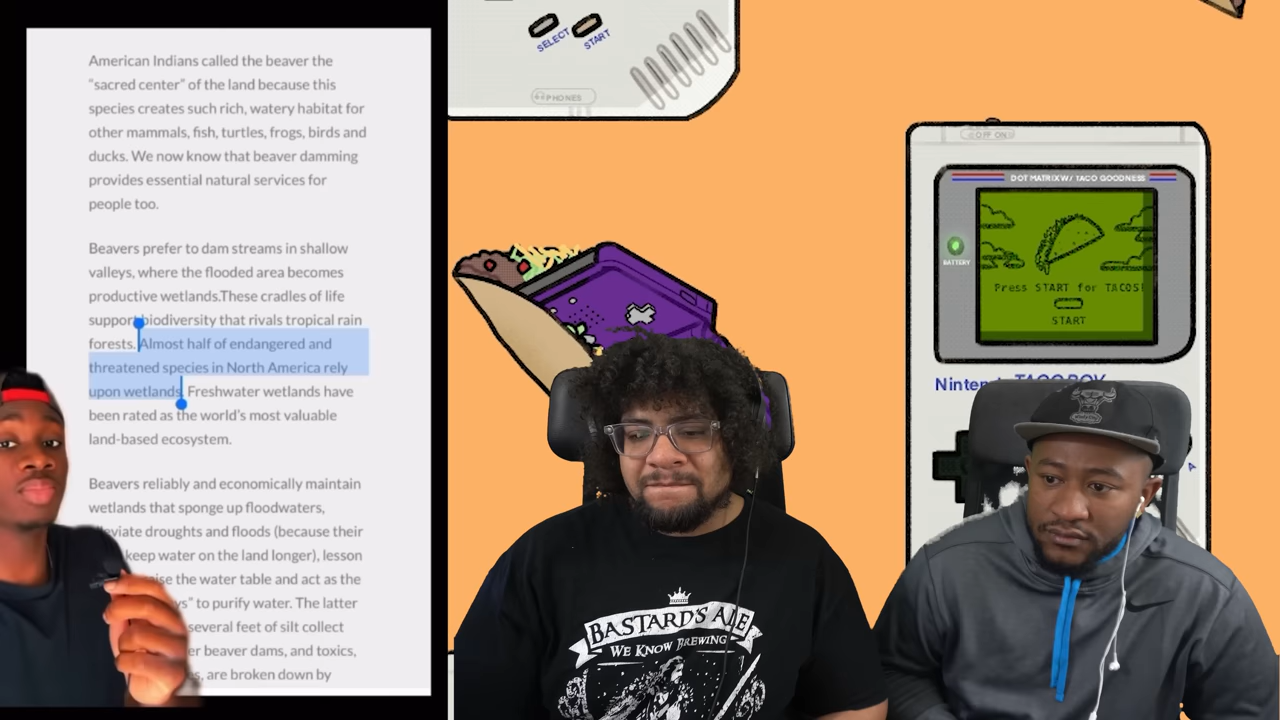 American Indians called the beaver the
“sacred center” of the land because this
species creates such rich, watery habitat for
other mammals, fish, turtles, frogs, birds and
ducks. We now know that beaver damming
provides essential natural services for
people too.
Beavers prefer to dam streams in shallow
valleys, where the flooded area becomes
productive wetlands.These cradles of life
support biodiversity that rivals tropical rain
forests. Almost half of endangered and
threatened species in North America rely
upon wetlands. Freshwater wetlands have
been rated as the world's most valuable
land-based ecosystem.
Beavers reliably and economically maintain
wetlands that sponge up floodwaters,
alleviate droughts and floods (because their
keep water on the land longer), lesson
the water table and act as the
to purify water. The latter
several feet of silt collect
beaver dams, and toxics,
are broken down by
SELECT START
PHONES
OFF ON
DOT MATRIX W/ TACO GOODNESS
BATTERY
Press START for TACOS!
START
TACO BOY
A
BASTARD'S ALE
WE KNOW BREWING